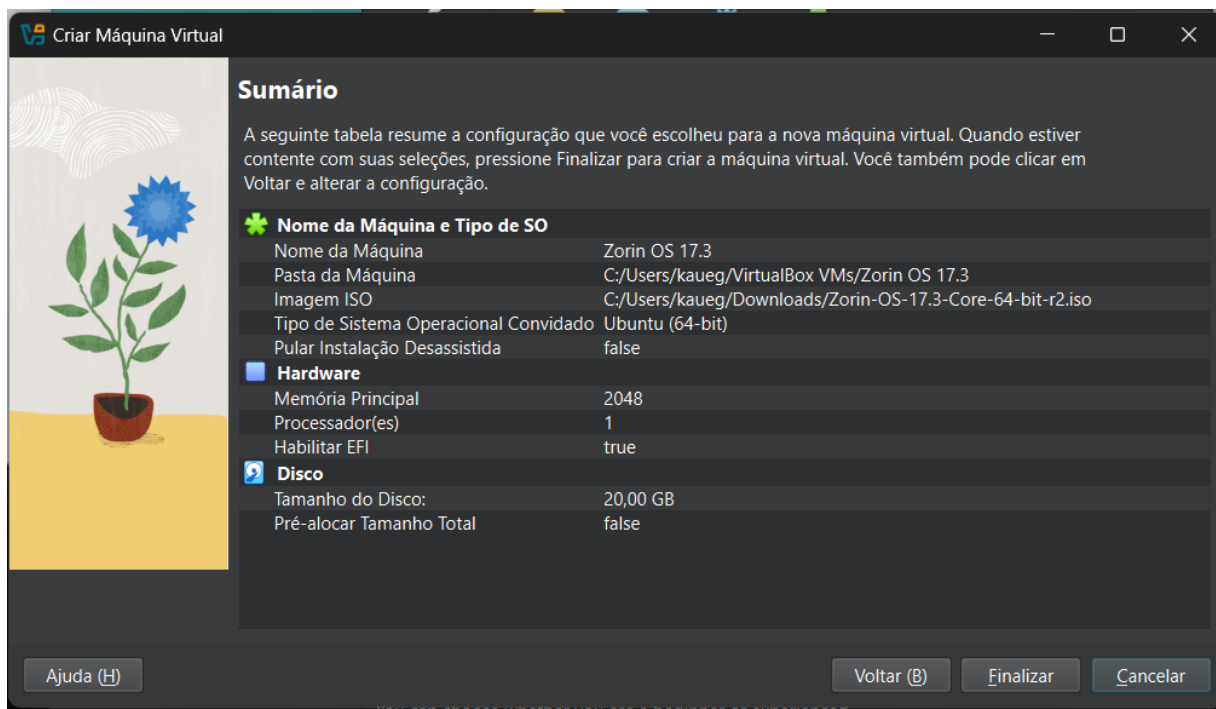 Criar Máquina Virtual
Sumário
A seguinte tabela resume a configuração que você escolheu para a nova máquina virtual. Quando estiver
contente com suas seleções, pressione Finalizar para criar a máquina virtual. Você também pode clicar em
Voltar e alterar a configuração.
Nome da Máquina e Tipo de SO
Nome da Máquina Zorin OS 17.3
Pasta da Máquina C:/Users/kaueg/VirtualBox VMs/Zorin OS 17.3
Imagem ISO C:/Users/kaueg/Downloads/Zorin-OS-17.3-Core-64-bit-r2.iso
Tipo de Sistema Operacional Convidado Ubuntu (64-bit)
Pular Instalação Desassistida false
Hardware
Memória Principal 2048
Processador(es) 1
Habilitar EFI true
Disco
Tamanho do Disco: 20,00 GB
Pré-alocar Tamanho Total false
Ajuda (H) Voltar (B) Finalizar Cancelar